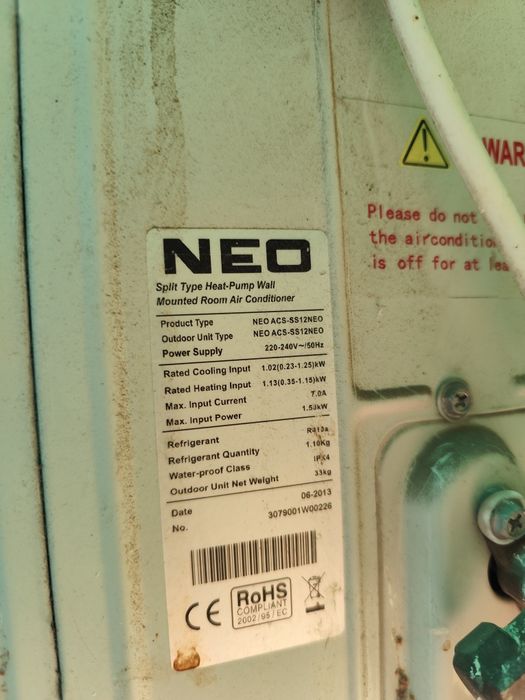 NEO
Split Type Heat-Pump Wall
Mounted Room Air Conditioner
Product Type NEO ACS-SS12NEO
Outdoor Unit Type NEO ACS-SS12NEO
Power Supply 220-240V~/50Hz
Rated Cooling Input 1.02(0.23-1.25)kW
Rated Heating Input 1.13(0.35-1.15)kW
Max. Input Current 7.0A
Max. Input Power 1.50kW
Refrigerant R410a
Refrigerant Quantity 1.10Kg
Water-proof Class IPX4
Outdoor Unit Net Weight 33kg
Date 06-2013
No. 3079001W00226
CE
RoHS
COMPLIANT
2002/95/EC
WAR
Please do not
the airconditio
is off for at lea